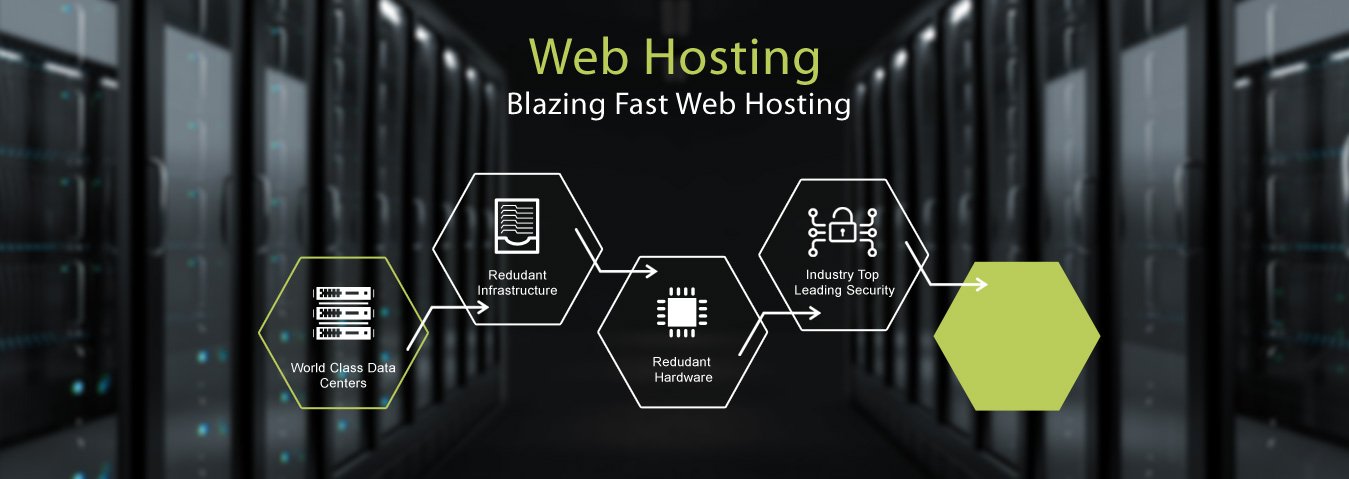 Web Hosting
Blazing Fast Web Hosting
World Class Data
Centers
Redudant
Infrastructure
Redudant
Hardware
Industry Top
Leading Security